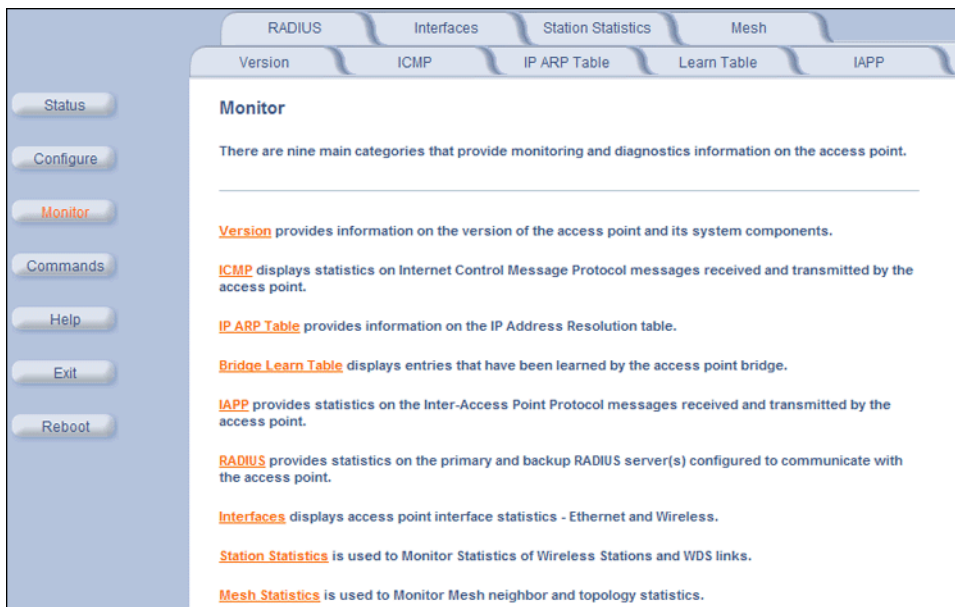 RADIUS Interfaces Station Statistics Mesh
Version ICMP IP ARP Table Learn Table IAPP
Status
Configure
Monitor
Commands
Help
Exit
Reboot
Monitor
There are nine main categories that provide monitoring and diagnostics information on the access point.
Version provides information on the version of the access point and its system components.
ICMP displays statistics on Internet Control Message Protocol messages received and transmitted by the
access point.
IP ARP Table provides information on the IP Address Resolution table.
Bridge Learn Table displays entries that have been learned by the access point bridge.
IAPP provides statistics on the Inter-Access Point Protocol messages received and transmitted by the
access point.
RADIUS provides statistics on the primary and backup RADIUS server(s) configured to communicate with
the access point.
Interfaces displays access point interface statistics - Ethernet and Wireless.
Station Statistics is used to Monitor Statistics of Wireless Stations and WDS links.
Mesh Statistics is used to Monitor Mesh neighbor and topology statistics.